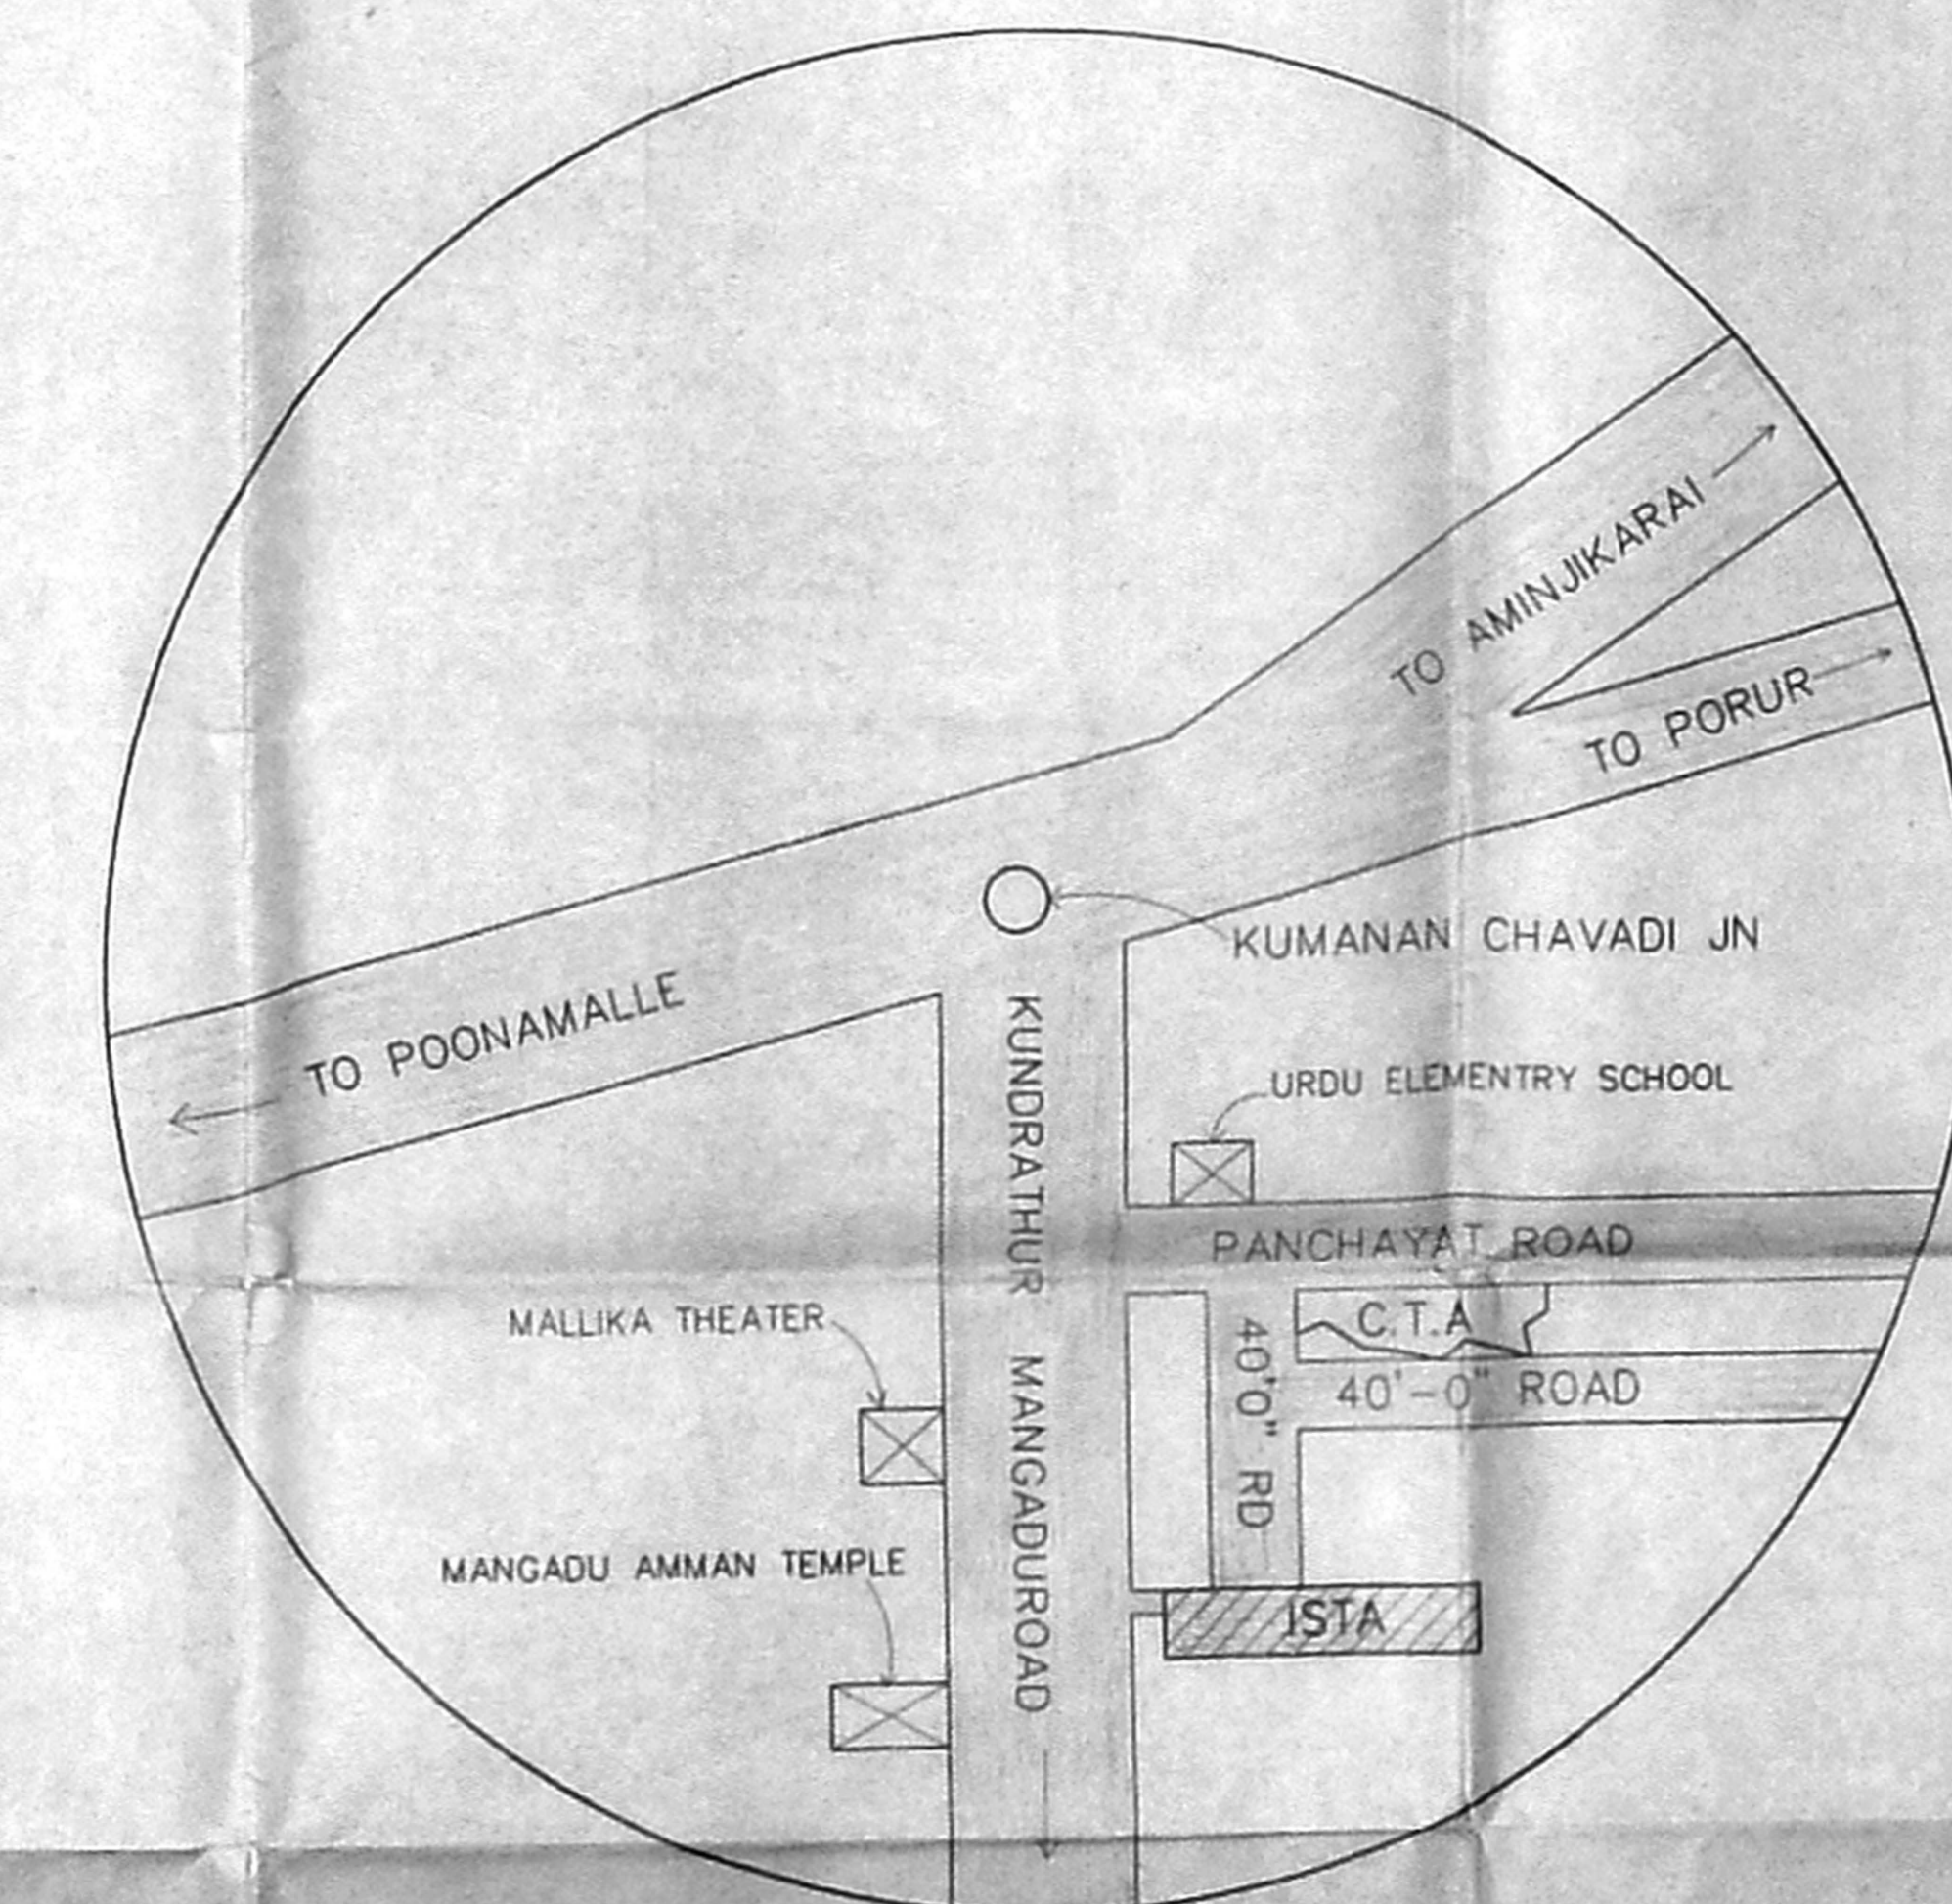 TO AMINJIKARAI
TO PORUR
KUMANAN CHAVADI JN
TO POONAMALLE
KUNDRATHUR MANGADUROAD
URDU ELEMENTRY SCHOOL
PANCHAYAT ROAD
MALLIKA THEATER
C.T.A
40'0" RD
40'-0" ROAD
MANGADU AMMAN TEMPLE
ISTA